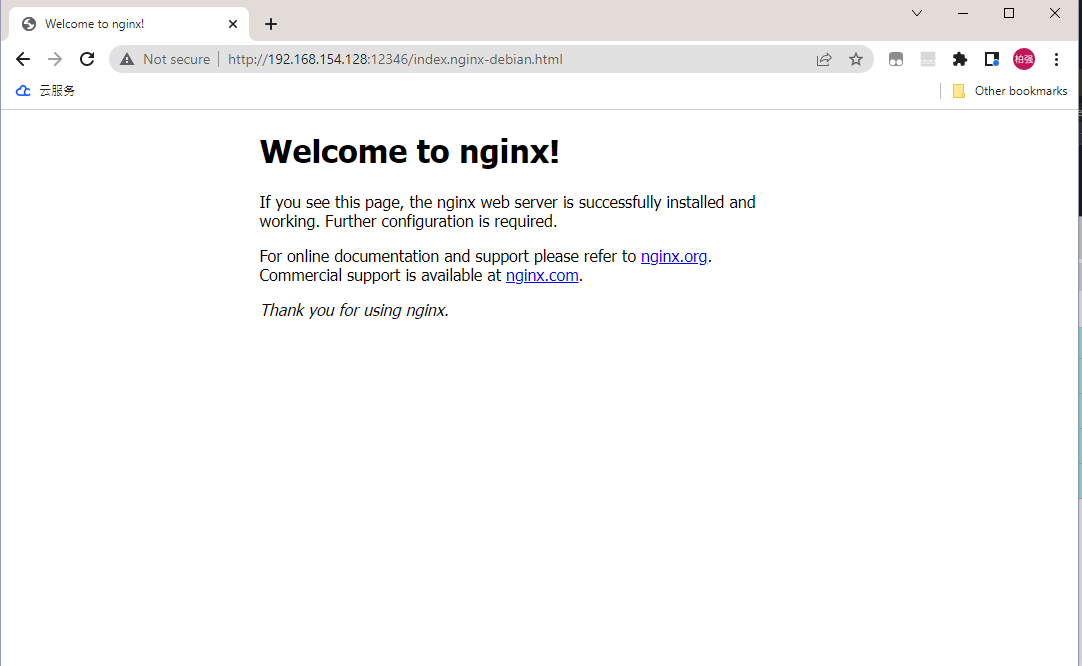 Welcome to nginx!
Not secure
http://192.168.154.128:12346/index.nginx-debian.html
柏强
云服务
Other bookmarks
Welcome to nginx!
If you see this page, the nginx web server is successfully installed and
working. Further configuration is required.
For online documentation and support please refer to nginx.org.
Commercial support is available at nginx.com.
Thank you for using nginx.